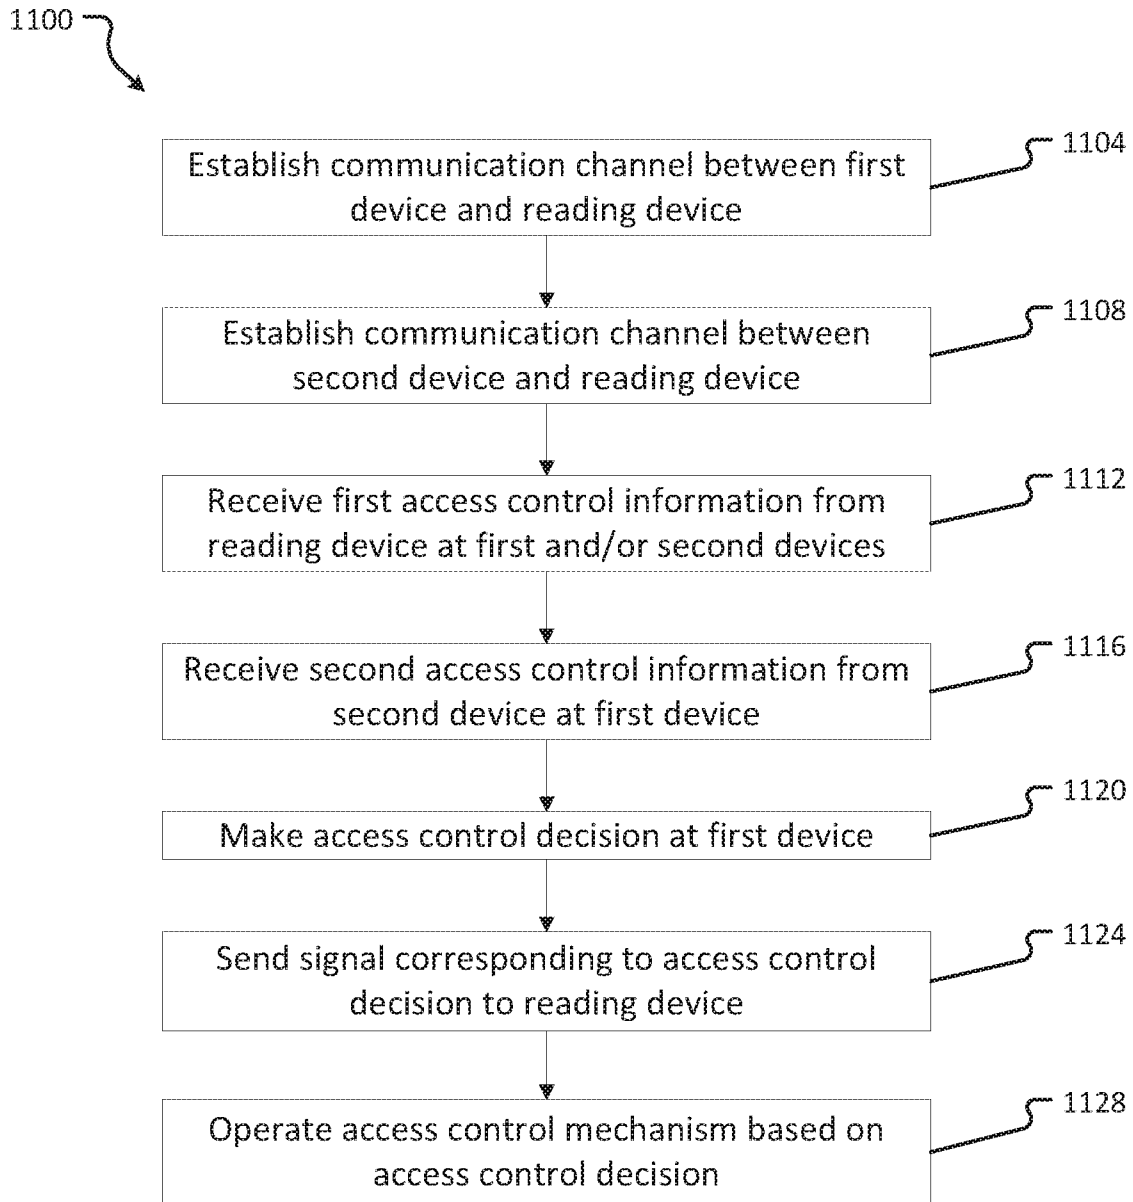 1100
1104
Establish communication channel between first
device and reading device
1108
Establish communication channel between
second device and reading device
1112
Receive first access control information from
reading device at first and/or second devices
1116
Receive second access control information from
second device at first device
1120
Make access control decision at first device
1124
Send signal corresponding to access control
decision to reading device
1128
Operate access control mechanism based on
access control decision